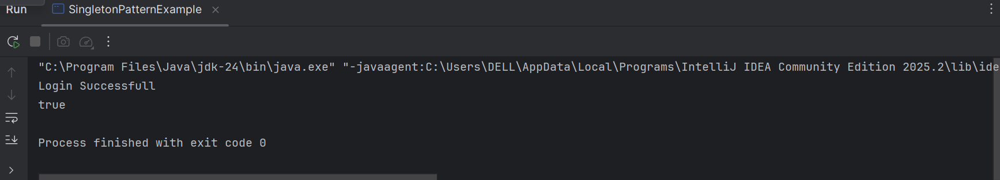 Run SingletonPatternExample
"C:\Program Files\Java\jdk-24\bin\java.exe" "-javaagent:C:\Users\DELL\AppData\Local\Programs\IntelliJ IDEA Community Edition 2025.2\lib\ide
Login Successfull
true
Process finished with exit code 0